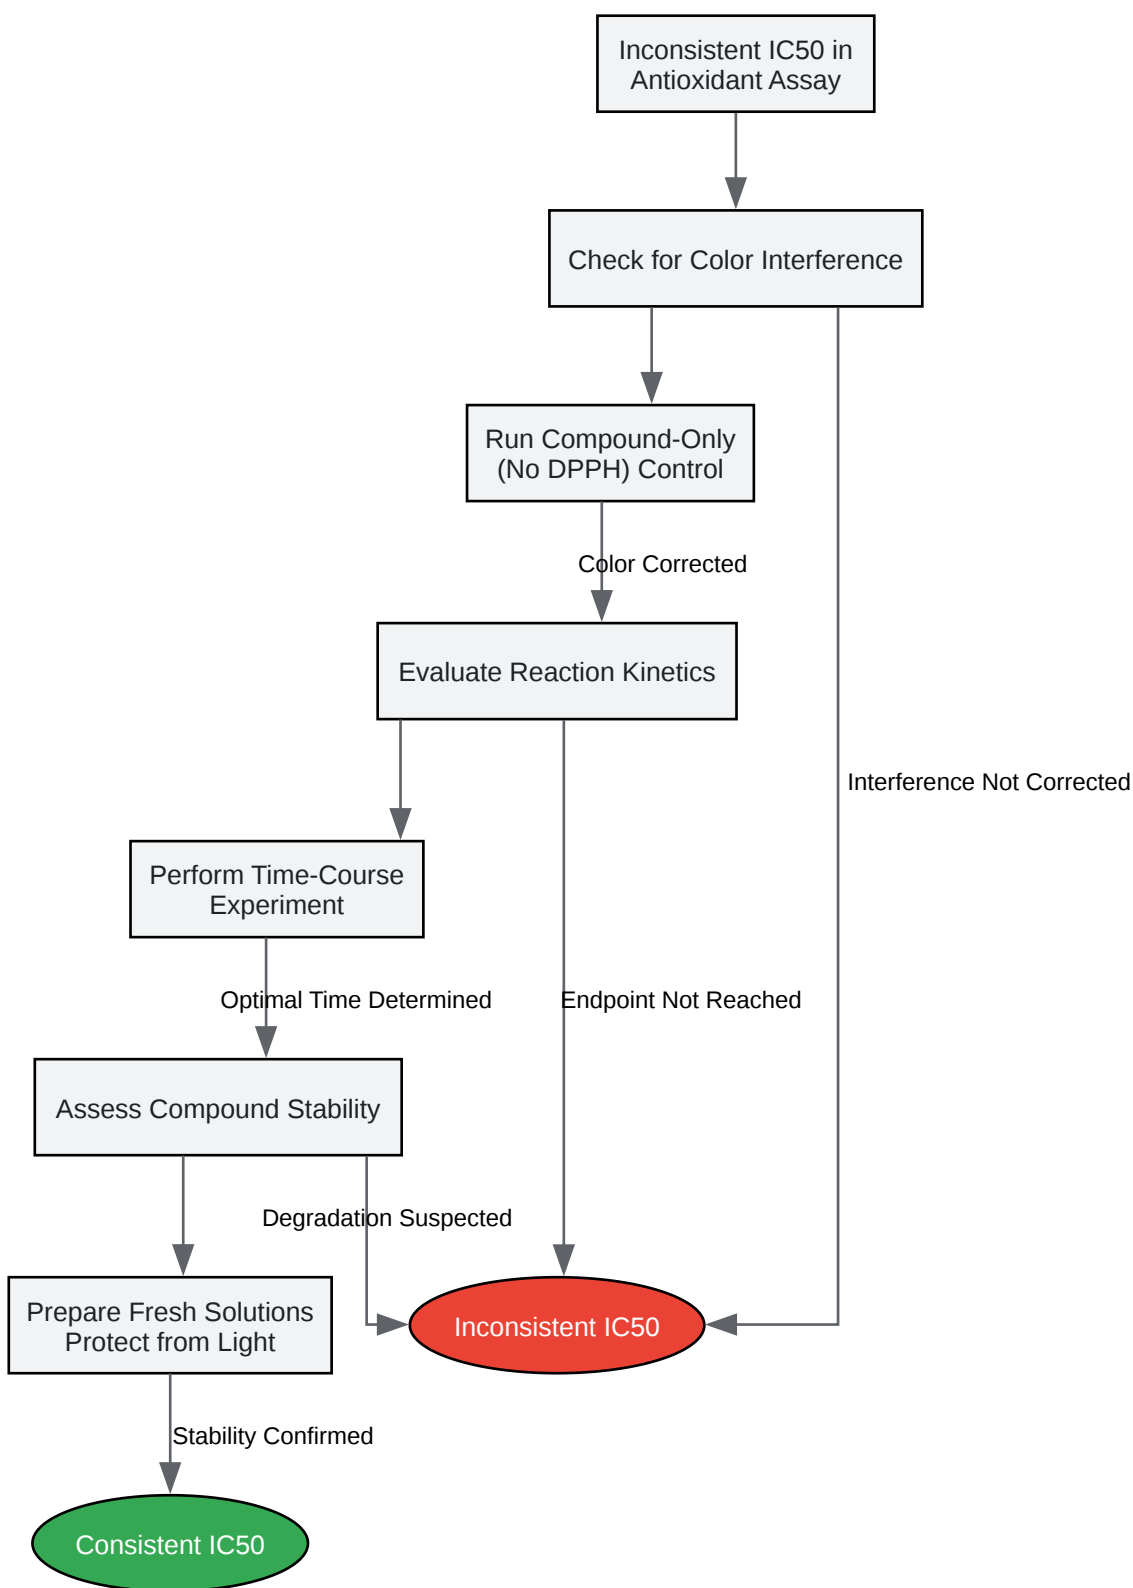 Inconsistent IC50 in
Antioxidant Assay
Check for Color Interference
Run Compound-Only
(No DPPH) Control
Color Corrected
Evaluate Reaction Kinetics
Interference Not Corrected
Perform Time-Course
Experiment
Optimal Time Determined
Endpoint Not Reached
Assess Compound Stability
Degradation Suspected
Prepare Fresh Solutions
Protect from Light
Inconsistent IC50
Stability Confirmed
Consistent IC50